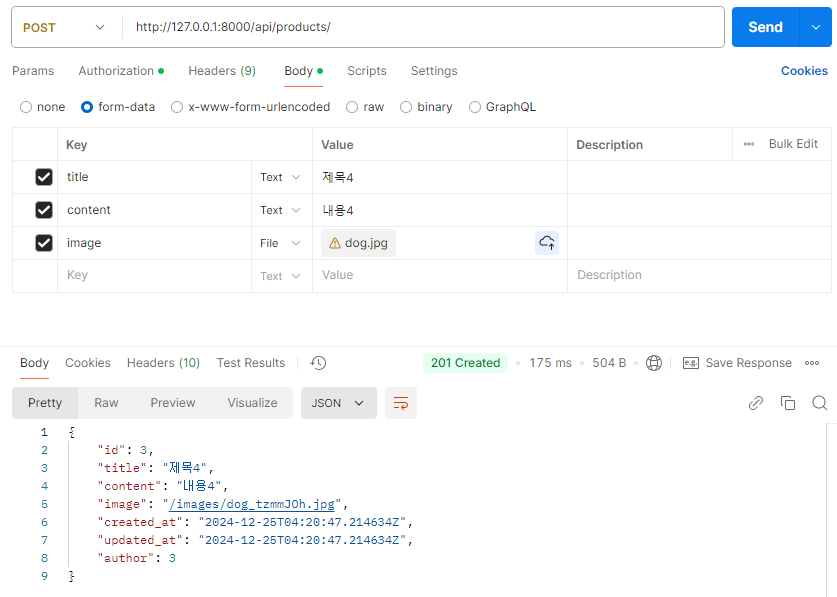 POST http://127.0.0.1:8000/api/products/ Send
Params Authorization Headers (9) Body Scripts Settings Cookies
none form-data x-www-form-urlencoded raw binary GraphQL
Key Value Description Bulk Edit
title Text 제목4
content Text 내용4
image File dog.jpg
Key Text Value Description
Body Cookies Headers (10) Test Results 201 Created 175 ms 504 B e.g. Save Response
Pretty Raw Preview Visualize JSON
1 {
2 "id": 3,
3 "title": "제목4",
4 "content": "내용4",
5 "image": "/images/dog_tzmmJOh.jpg",
6 "created_at": "2024-12-25T04:20:47.214634Z",
7 "updated_at": "2024-12-25T04:20:47.214634Z",
8 "author": 3
9 }